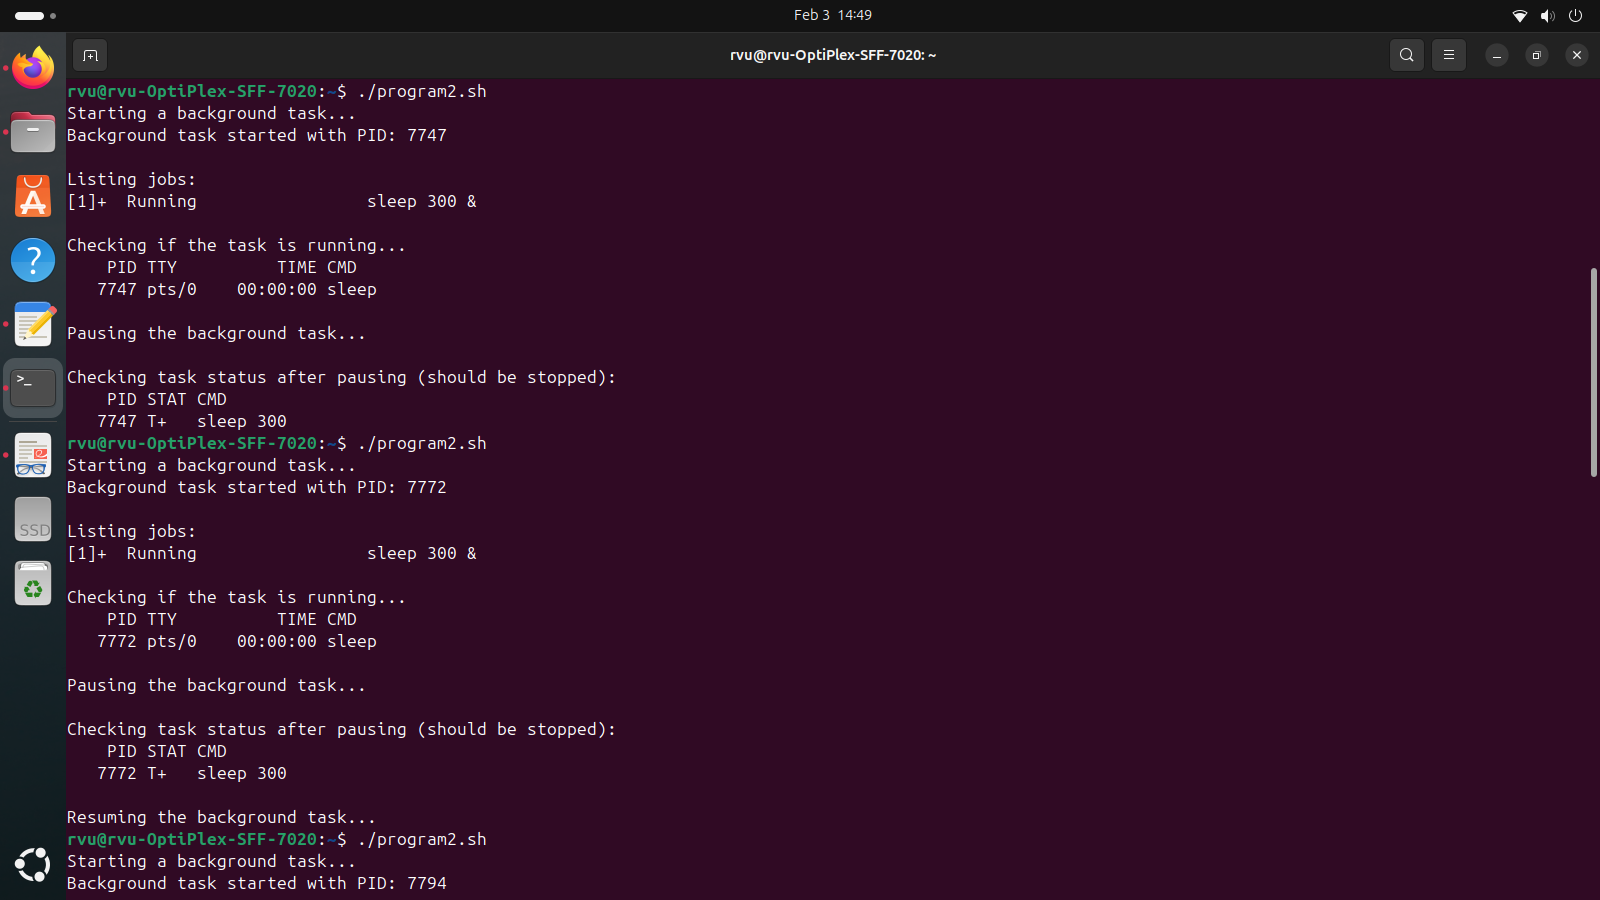 Feb 3 14:49
rvu@rvu-OptiPlex-SFF-7020: ~
rvu@rvu-OptiPlex-SFF-7020:~$ ./program2.sh
Starting a background task...
Background task started with PID: 7747
Listing jobs:
[1]+  Running                 sleep 300 &
Checking if the task is running...
    PID TTY          TIME CMD
   7747 pts/0    00:00:00 sleep
Pausing the background task...
Checking task status after pausing (should be stopped):
    PID STAT CMD
   7747 T+   sleep 300
rvu@rvu-OptiPlex-SFF-7020:~$ ./program2.sh
Starting a background task...
Background task started with PID: 7772
Listing jobs:
[1]+  Running                 sleep 300 &
Checking if the task is running...
    PID TTY          TIME CMD
   7772 pts/0    00:00:00 sleep
Pausing the background task...
Checking task status after pausing (should be stopped):
    PID STAT CMD
   7772 T+   sleep 300
Resuming the background task...
rvu@rvu-OptiPlex-SFF-7020:~$ ./program2.sh
Starting a background task...
Background task started with PID: 7794
SSD